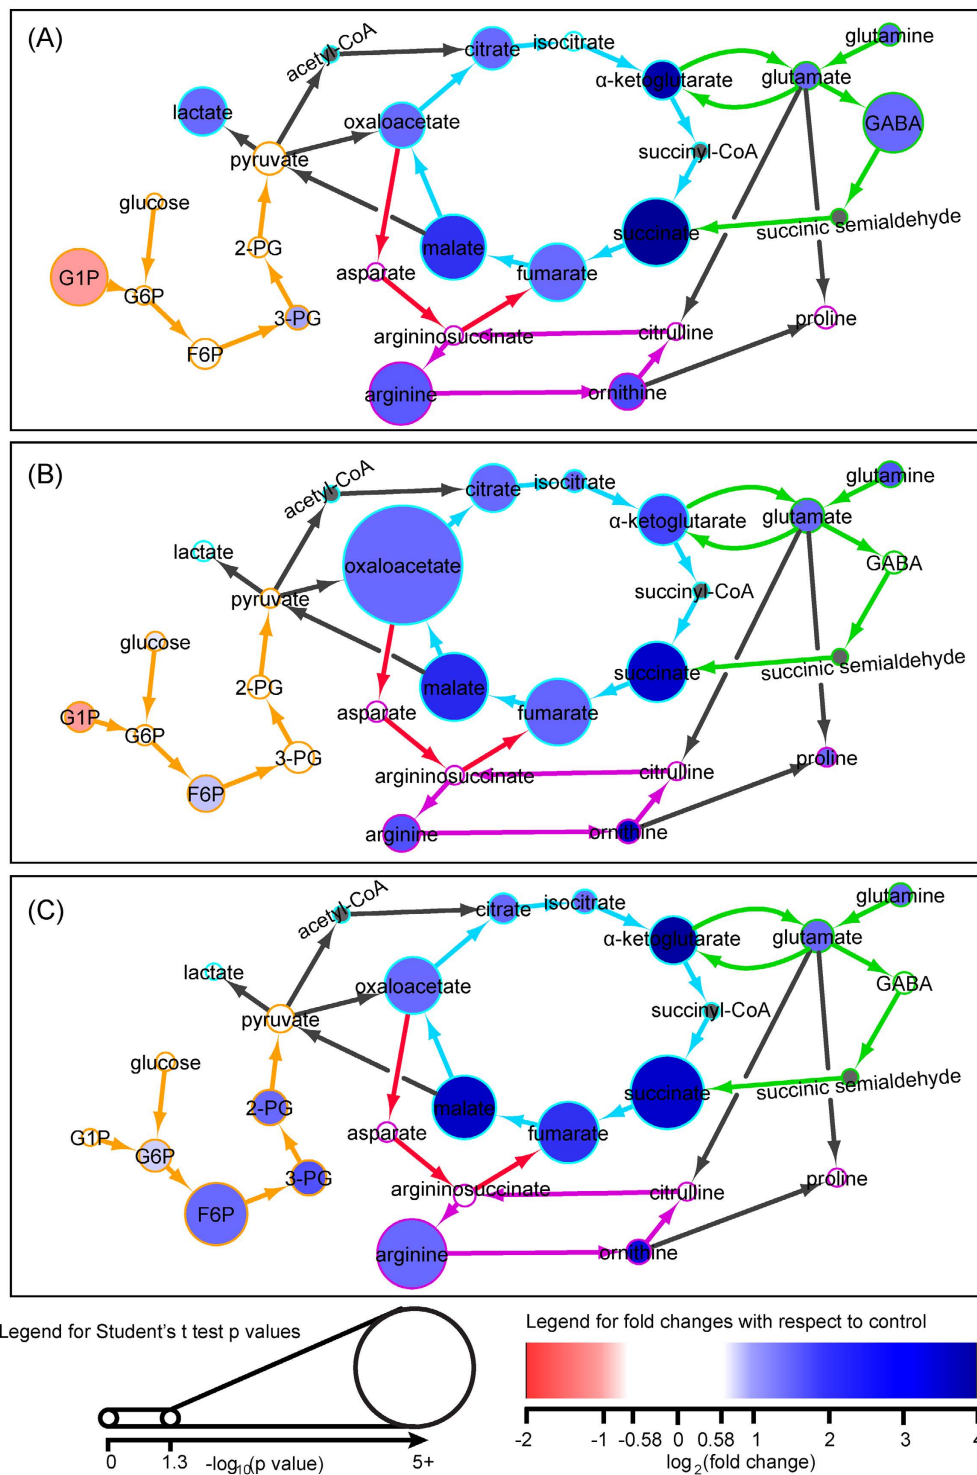 (A)
acetyl-CoA
citrate
isocitrate
glutamine
α-ketoglutarate
glutamate
lactate
oxaloacetate
GABA
pyruvate
succinyl-CoA
glucose
succinic semialdehyde
2-PG
malate
succinate
G1P
asparate
fumarate
G6P
3-PG
argininosuccinate
citrulline
proline
F6P
arginine
ornithine
(B)
acetyl-CoA
citrate
isocitrate
glutamine
α-ketoglutarate
glutamate
lactate
oxaloacetate
GABA
pyruvate
succinyl-CoA
glucose
succinic semialdehyde
2-PG
malate
succinate
G1P
asparate
fumarate
G6P
3-PG
argininosuccinate
citrulline
proline
F6P
arginine
ornithine
(C)
acetyl-CoA
citrate
isocitrate
glutamine
α-ketoglutarate
glutamate
lactate
oxaloacetate
GABA
pyruvate
succinyl-CoA
glucose
succinic semialdehyde
2-PG
malate
succinate
G1P
asparate
fumarate
G6P
3-PG
argininosuccinate
citrulline
proline
F6P
arginine
ornithine
Legend for Student's t test p values
0 1.3 -log10(p value) 5+
Legend for fold changes with respect to control
-2 -1 -0.58 0 0.58 1 2 3 4
log2(fold change)